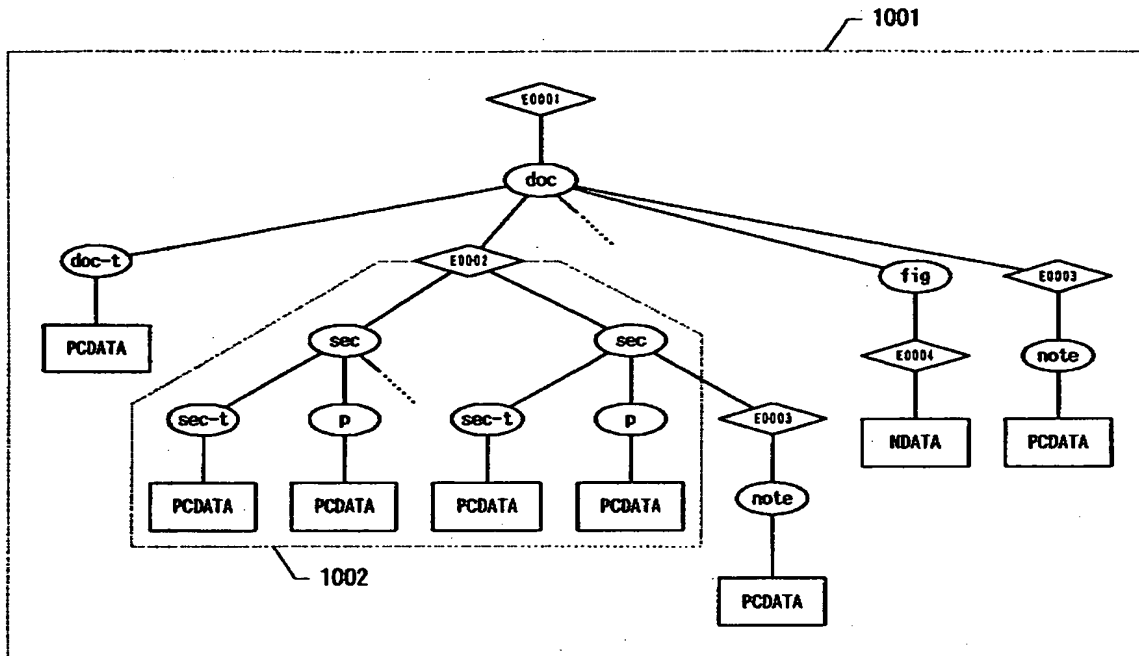 1001
E0001
doc
doc-t
E0002
fig
E0003
PCDATA
sec
sec
E0004
note
sec-t
p
sec-t
p
E0003
NDATA
PCDATA
PCDATA
PCDATA
PCDATA
PCDATA
note
1002
PCDATA